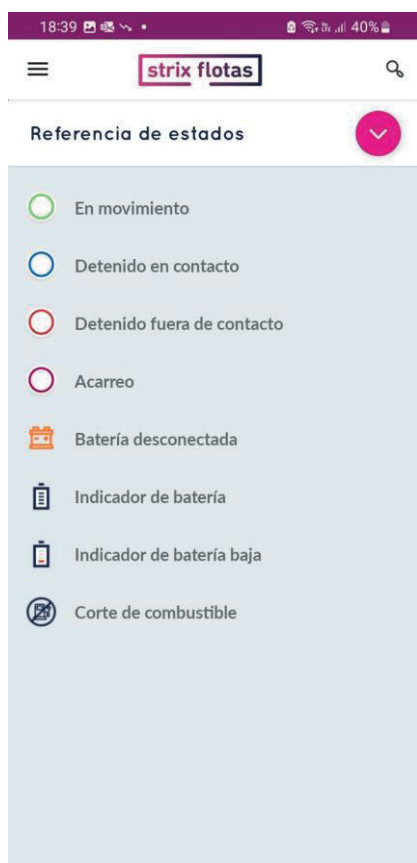 18:39 40%
strix flotas
Referencia de estados
En movimiento
Detenido en contacto
Detenido fuera de contacto
Acarreo
Batería desconectada
Indicador de batería
Indicador de batería baja
Corte de combustible